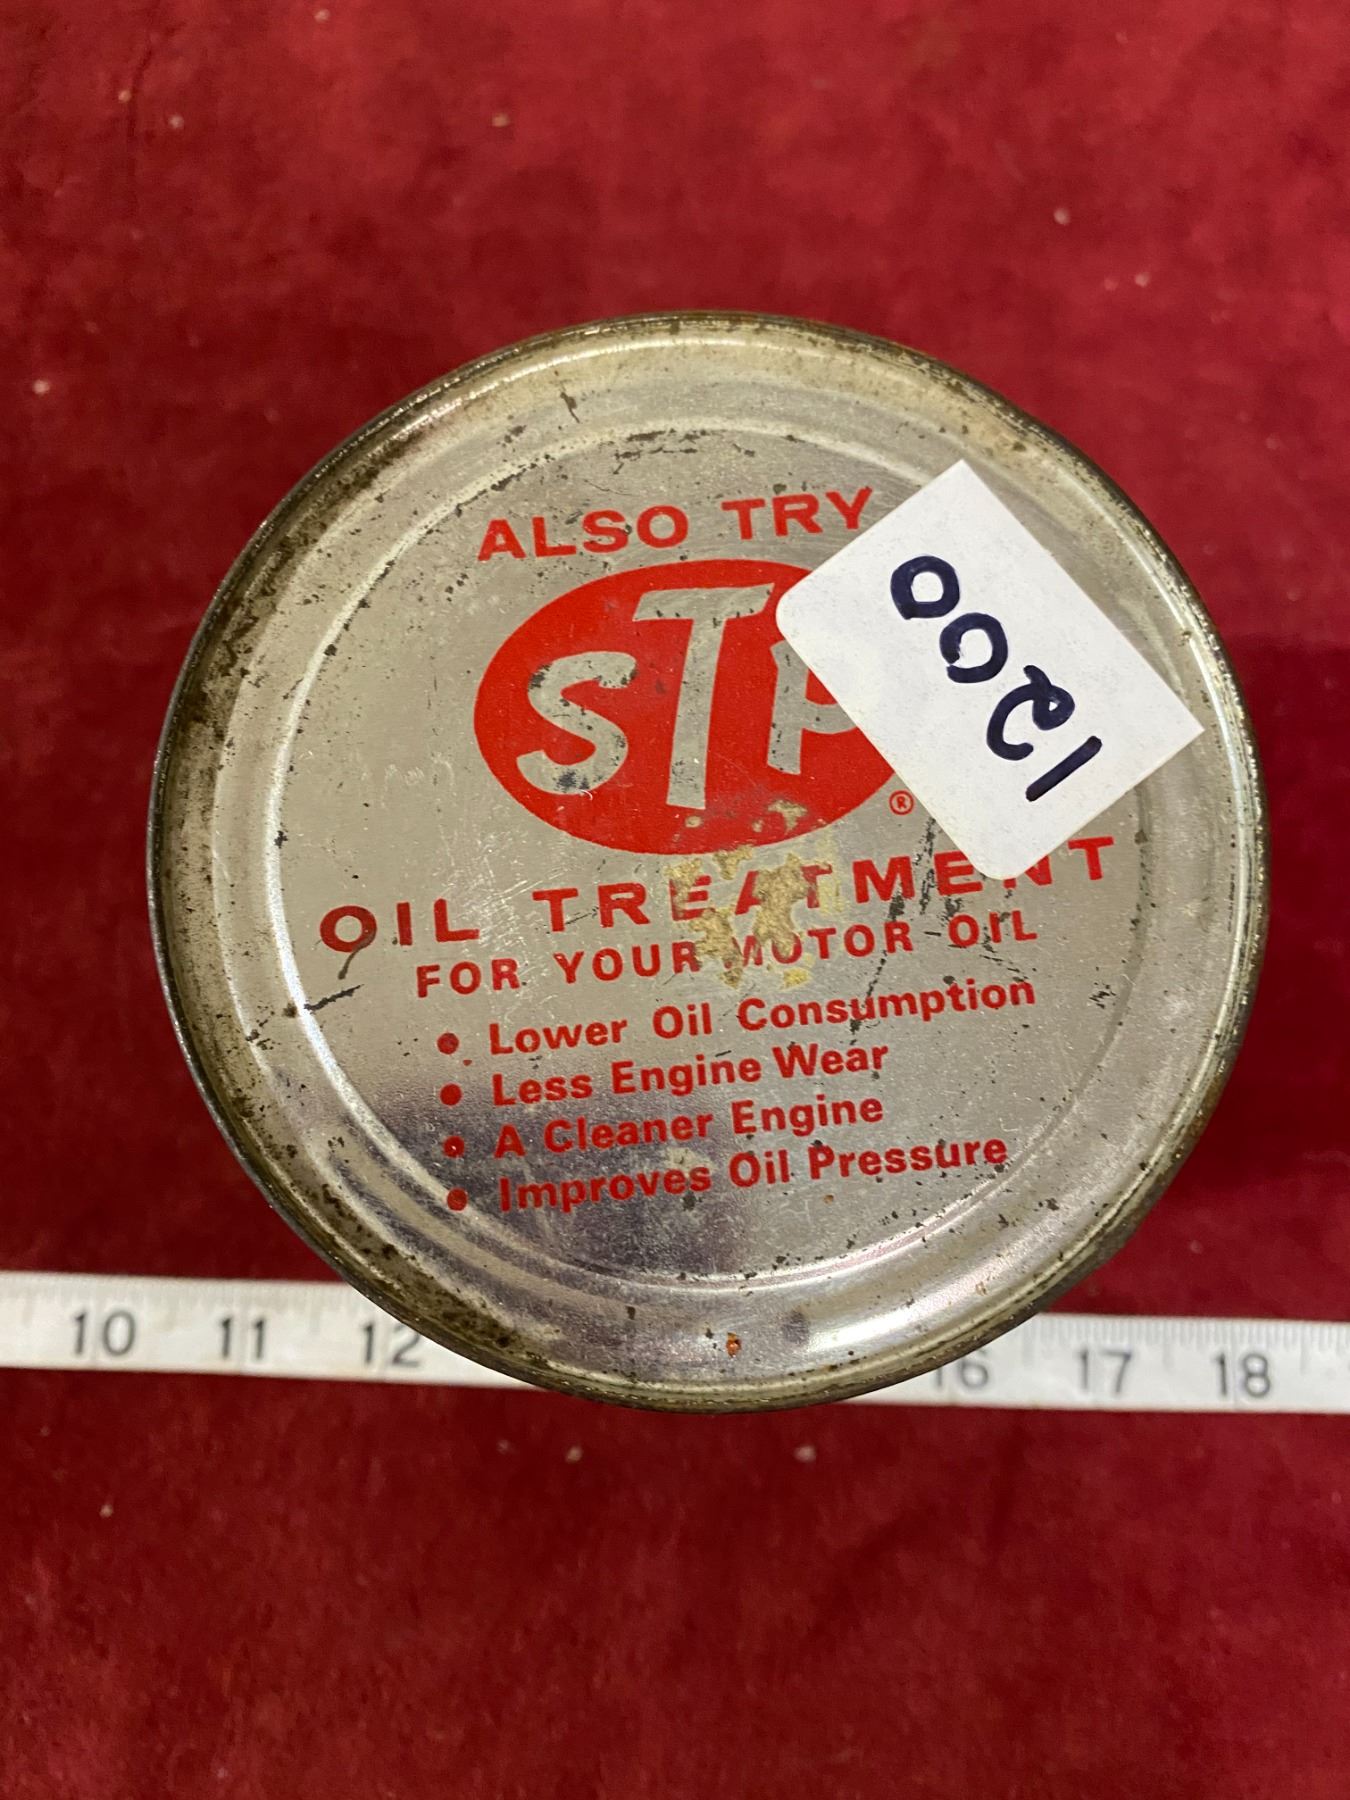 ALSO TRY
STP
®
1200
OIL TREATMENT
FOR YOUR MOTOR OIL
• Lower Oil Consumption
• Less Engine Wear
• A Cleaner Engine
• Improves Oil Pressure
10 11 12 16 17 18